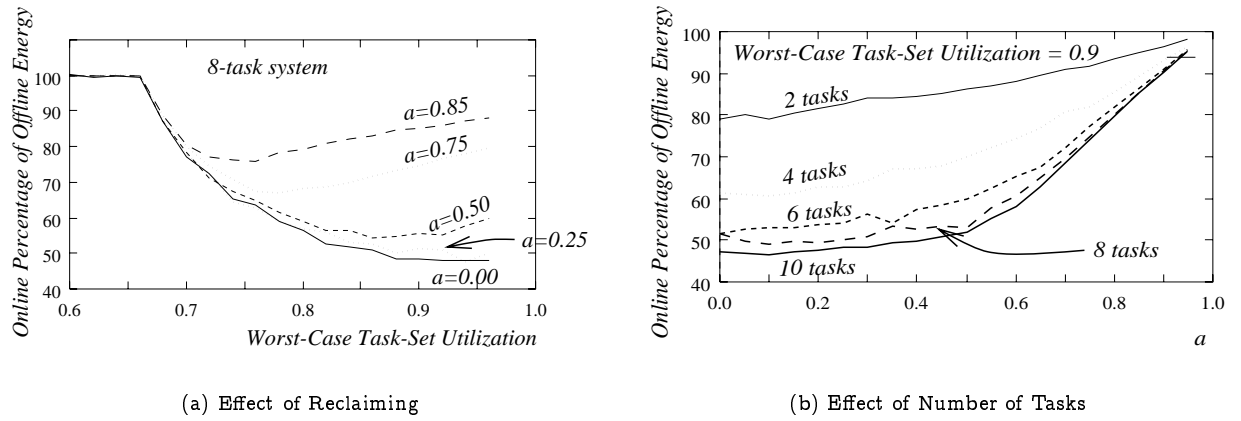 Online Percentage of Offline Energy
100
90
80
70
60
50
40
0.6
0.7
0.8
0.9
1.0
8-task system
a=0.85
a=0.75
a=0.50
a=0.25
a=0.00
Worst-Case Task-Set Utilization
(a) Effect of Reclaiming
Online Percentage of Offline Energy
100
90
80
70
60
50
40
0.0
0.2
0.4
0.6
0.8
1.0
Worst-Case Task-Set Utilization = 0.9
2 tasks
4 tasks
6 tasks
8 tasks
10 tasks
a
(b) Effect of Number of Tasks